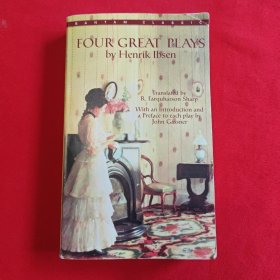 BANTAM CLASSIC
FOUR GREAT PLAYS
by Henrik Ibsen
Translated by
R. Farquharson Sharp
With an Introduction and
a Preface to each play by
John Gassner